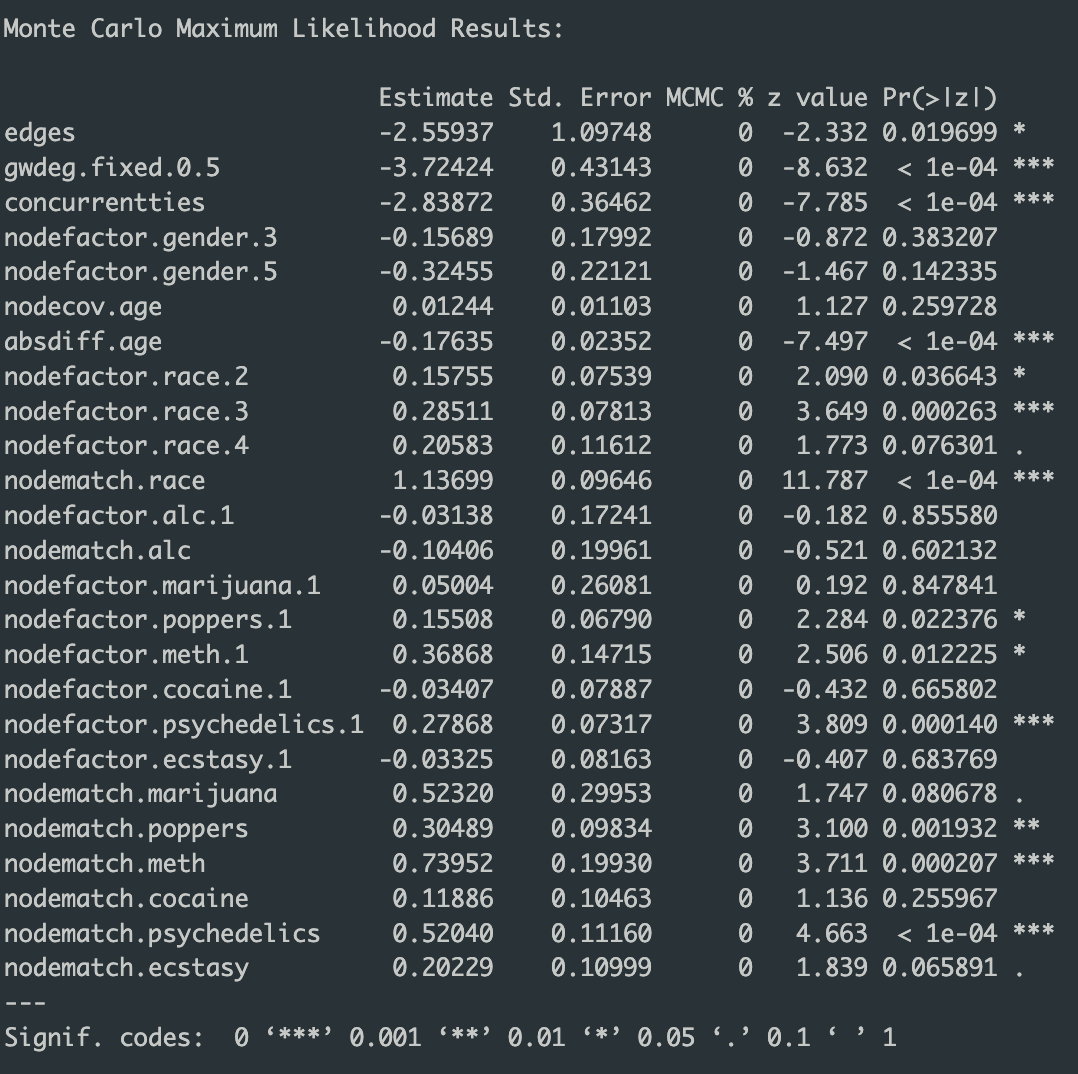 Monte Carlo Maximum Likelihood Results:
Estimate Std. Error MCMC % z value Pr(>|z|)
edges -2.55937 1.09748 0 -2.332 0.019699 *
gwdeg.fixed.0.5 -3.72424 0.43143 0 -8.632 < 1e-04 ***
concurrentties -2.83872 0.36462 0 -7.785 < 1e-04 ***
nodefactor.gender.3 -0.15689 0.17992 0 -0.872 0.383207
nodefactor.gender.5 -0.32455 0.22121 0 -1.467 0.142335
nodecov.age 0.01244 0.01103 0 1.127 0.259728
absdiff.age -0.17635 0.02352 0 -7.497 < 1e-04 ***
nodefactor.race.2 0.15755 0.07539 0 2.090 0.036643 *
nodefactor.race.3 0.28511 0.07813 0 3.649 0.000263 ***
nodefactor.race.4 0.20583 0.11612 0 1.773 0.076301 .
nodematch.race 1.13699 0.09646 0 11.787 < 1e-04 ***
nodefactor.alc.1 -0.03138 0.17241 0 -0.182 0.855580
nodematch.alc -0.10406 0.19961 0 -0.521 0.602132
nodefactor.marijuana.1 0.05004 0.26081 0 0.192 0.847841
nodefactor.poppers.1 0.15508 0.06790 0 2.284 0.022376 *
nodefactor.meth.1 0.36868 0.14715 0 2.506 0.012225 *
nodefactor.cocaine.1 -0.03407 0.07887 0 -0.432 0.665802
nodefactor.psychedelics.1 0.27868 0.07317 0 3.809 0.000140 ***
nodefactor.ecstasy.1 -0.03325 0.08163 0 -0.407 0.683769
nodematch.marijuana 0.52320 0.29953 0 1.747 0.080678 .
nodematch.poppers 0.30489 0.09834 0 3.100 0.001932 **
nodematch.meth 0.73952 0.19930 0 3.711 0.000207 ***
nodematch.cocaine 0.11886 0.10463 0 1.136 0.255967
nodematch.psychedelics 0.52040 0.11160 0 4.663 < 1e-04 ***
nodematch.ecstasy 0.20229 0.10999 0 1.839 0.065891 .
---
Signif. codes: 0 ‘***’ 0.001 ‘**’ 0.01 ‘*’ 0.05 ‘.’ 0.1 ‘ ’ 1